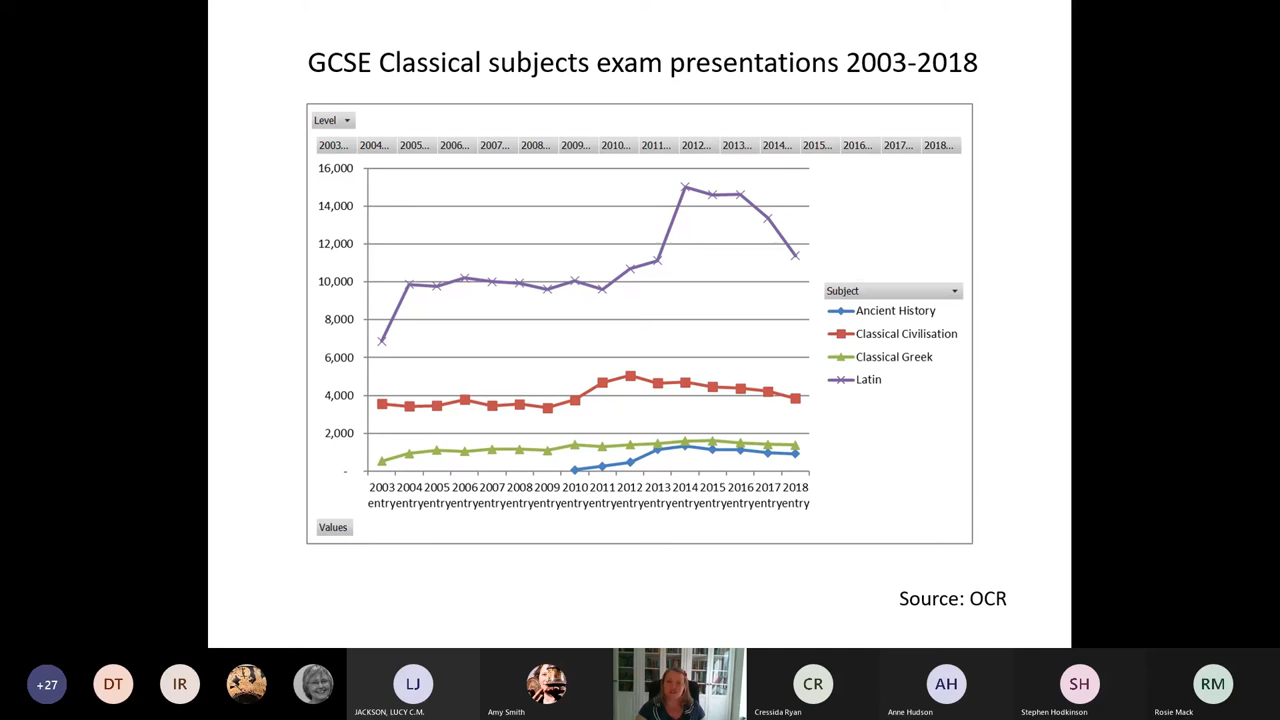 GCSE Classical subjects exam presentations 2003-2018
Level
2003... 2004... 2005... 2006... 2007... 2008... 2009... 2010... 2011... 2012... 2013... 2014... 2015... 2016... 2017... 2018...
16,000
14,000
12,000
10,000
8,000
6,000
4,000
2,000
-
2003 2004 2005 2006 2007 2008 2009 2010 2011 2012 2013 2014 2015 2016 2017 2018
entry entry entry entry entry entry entry entry entry entry entry entry entry entry entry entry
Subject
Ancient History
Classical Civilisation
Classical Greek
Latin
Values
Source: OCR
+27 DT IR LJ CR AH SH RM
JACKSON, LUCY C.M. Amy Smith Cressida Ryan Anne Hudson Stephen Hodkinson Rosie Mack